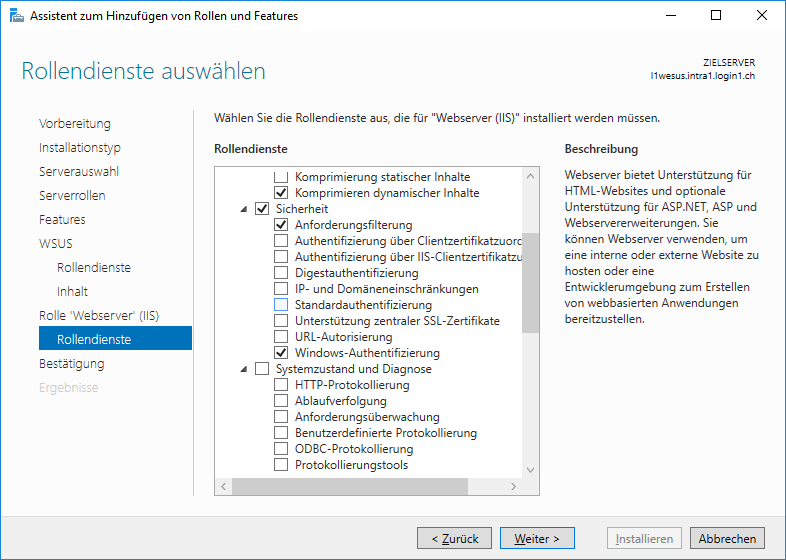 Assistent zum Hinzufügen von Rollen und Features
Rollendienste auswählen
ZIELSERVER
l1wesus.intra1.login1.ch
Vorbereitung
Installationstyp
Serverauswahl
Serverrollen
Features
WSUS
Rollendienste
Inhalt
Rolle 'Webserver' (IIS)
Rollendienste
Bestätigung
Ergebnisse
Wählen Sie die Rollendienste aus, die für "Webserver (IIS)" installiert werden müssen.
Rollendienste
Komprimierung statischer Inhalte
Komprimieren dynamischer Inhalte
Sicherheit
Anforderungsfilterung
Authentifizierung über Clientzertifikatzuord
Authentifizierung über IIS-Clientzertifikatzu
Digestauthentifizierung
IP- und Domäneneinschränkungen
Standardauthentifizierung
Unterstützung zentraler SSL-Zertifikate
URL-Autorisierung
Windows-Authentifizierung
Systemzustand und Diagnose
HTTP-Protokollierung
Ablaufverfolgung
Anforderungsüberwachung
Benutzerdefinierte Protokollierung
ODBC-Protokollierung
Protokollierungstools
Beschreibung
Webserver bietet Unterstützung für
HTML-Websites und optionale
Unterstützung für ASP.NET, ASP und
Webservererweiterungen. Sie
können Webserver verwenden, um
eine interne oder externe Website zu
hosten oder eine
Entwicklerumgebung zum Erstellen
von webbasierten Anwendungen
bereitzustellen.
< Zurück
Weiter >
Installieren
Abbrechen